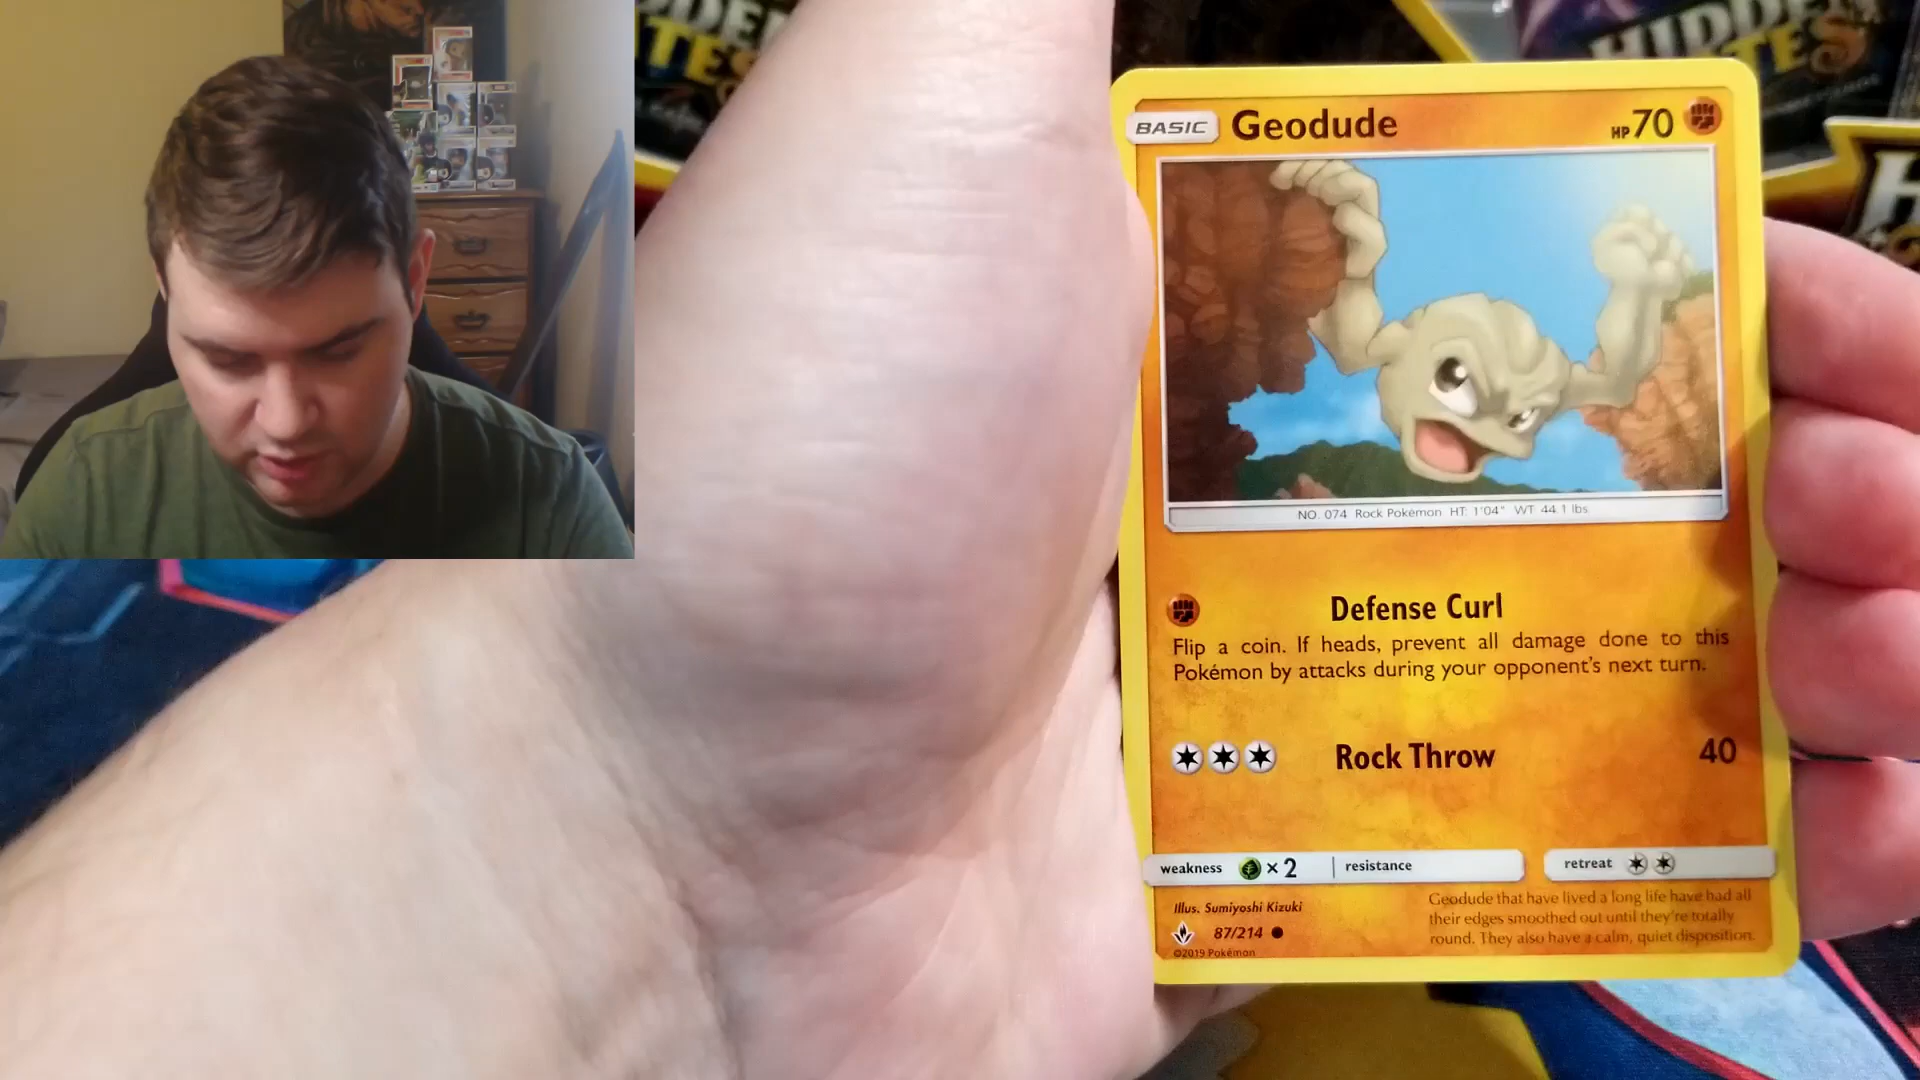 HIDDEN
BASIC Geodude HP 70
NO. 074 Rock Pokémon HT: 1'04" WT: 44.1 lbs
Defense Curl
Flip a coin. If heads, prevent all damage done to this
Pokémon by attacks during your opponent's next turn.
Rock Throw 40
weakness × 2 resistance retreat
Illus. Sumiyoshi Kizuki
87/214
©2019 Pokémon
Geodude that have lived a long life have had all
their edges smoothed out until they're totally
round. They also have a calm, quiet disposition.